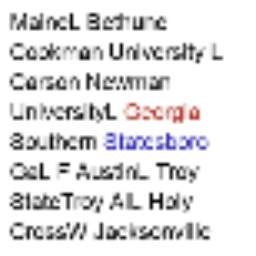 MaineL Bethune
Cookman University L
Carson Newman
UniversityL Georgia
Southern Statesboro
GaL F AustinL Troy
StateTroy AlL Holy
CrossW Jacksonville